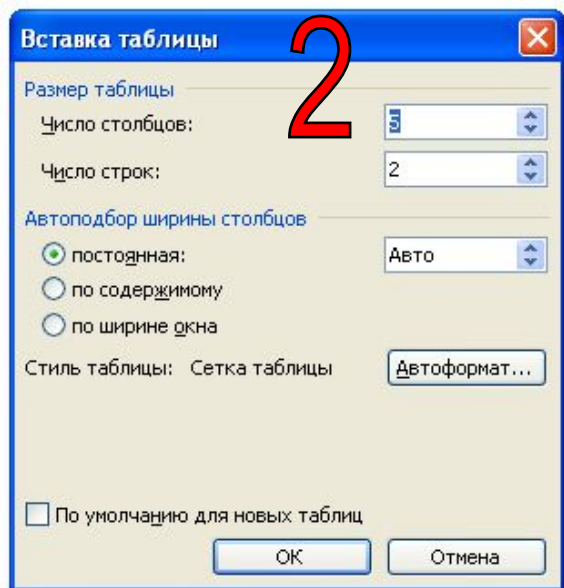 Вставка таблицы
2
Размер таблицы
Число столбцов: 5
Число строк: 2
Автоподбор ширины столбцов
постоянная: Авто
по содержимому
по ширине окна
Стиль таблицы: Сетка таблицы Автоформат...
По умолчанию для новых таблиц
ОК Отмена